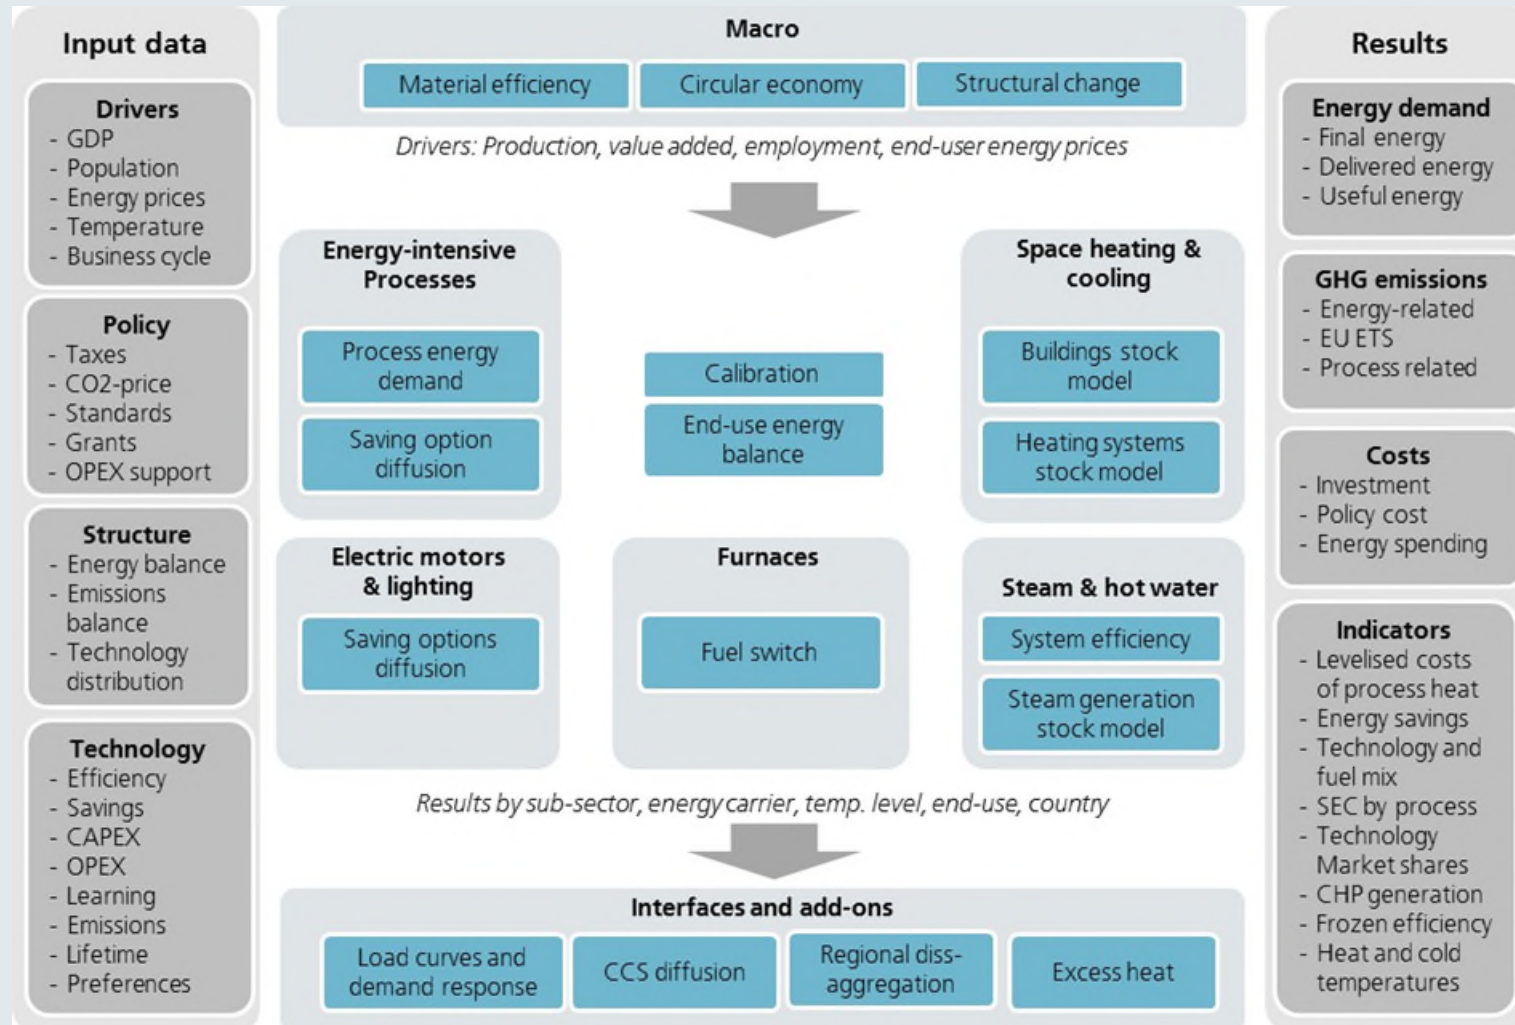 Input data
Drivers
- GDP
- Population
- Energy prices
- Temperature
- Business cycle
Policy
- Taxes
- CO2-price
- Standards
- Grants
- OPEX support
Structure
- Energy balance
- Emissions
balance
- Technology
distribution
Technology
- Efficiency
- Savings
- CAPEX
- OPEX
- Learning
- Emissions
- Lifetime
- Preferences
Macro
Material efficiency
Circular economy
Structural change
Drivers: Production, value added, employment, end-user energy prices
Energy-intensive
Processes
Process energy
demand
Saving option
diffusion
Calibration
End-use energy
balance
Space heating &
cooling
Buildings stock
model
Heating systems
stock model
Electric motors
& lighting
Saving options
diffusion
Furnaces
Fuel switch
Steam & hot water
System efficiency
Steam generation
stock model
Results by sub-sector, energy carrier, temp. level, end-use, country
Interfaces and add-ons
Load curves and
demand response
CCS diffusion
Regional diss-
aggregation
Excess heat
Results
Energy demand
- Final energy
- Delivered energy
- Useful energy
GHG emissions
- Energy-related
- EU ETS
- Process related
Costs
- Investment
- Policy cost
- Energy spending
Indicators
- Levelised costs
of process heat
- Energy savings
- Technology and
fuel mix
- SEC by process
- Technology
Market shares
- CHP generation
- Frozen efficiency
- Heat and cold
temperatures